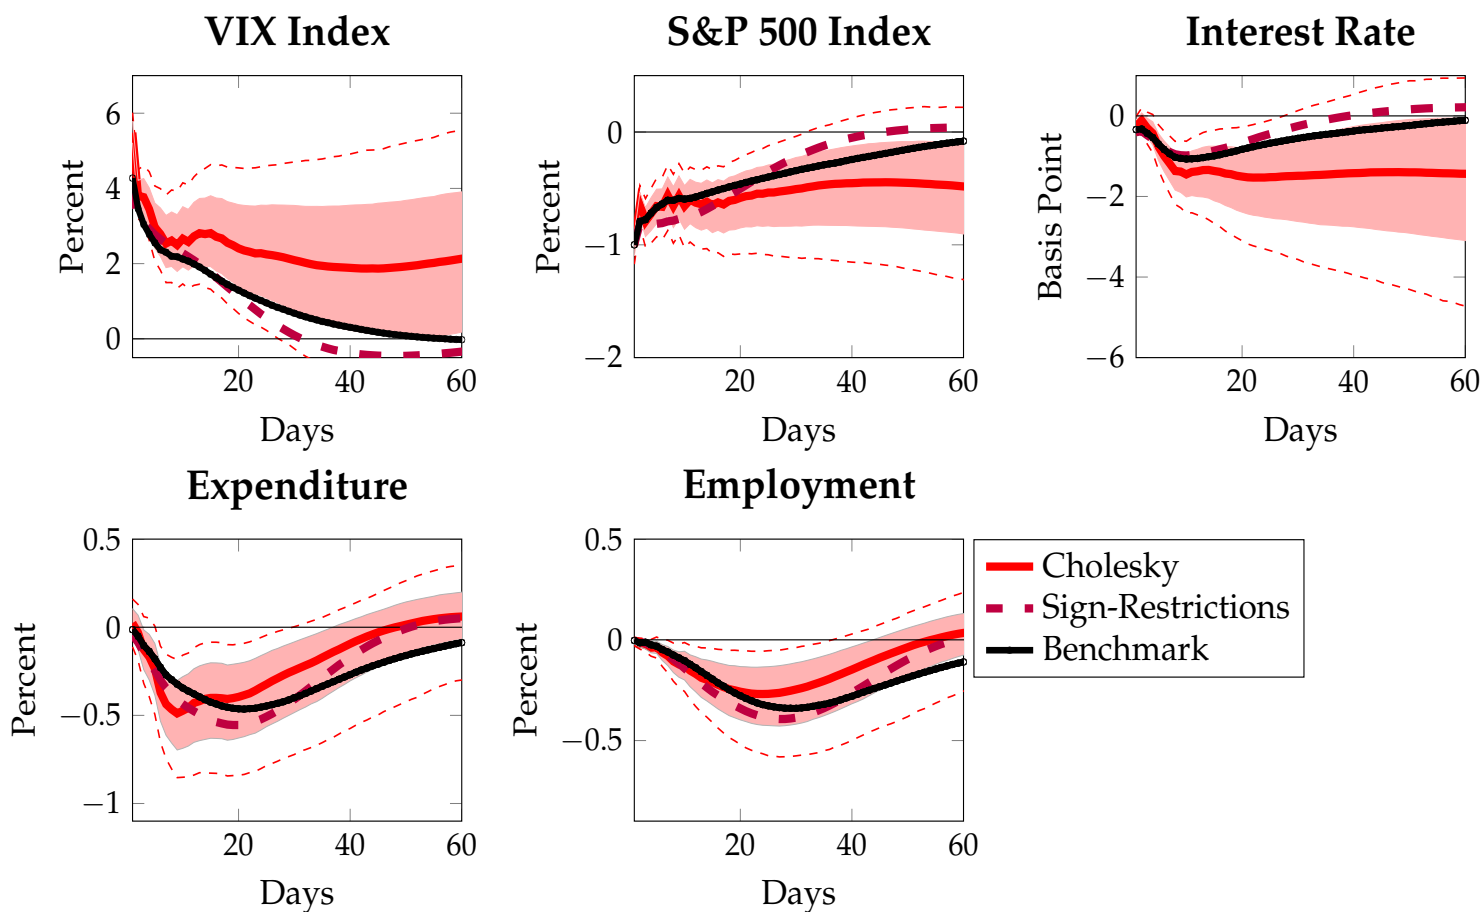 VIX Index
S&P 500 Index
Interest Rate
6
4
2
0
Percent
20
40
60
Days
0
−1
−2
Percent
20
40
60
Days
0
−2
−4
−6
Basis Point
20
40
60
Days
Expenditure
Employment
0.5
0
−0.5
−1
Percent
20
40
60
Days
0.5
0
−0.5
Percent
20
40
60
Days
Cholesky
Sign-Restrictions
Benchmark